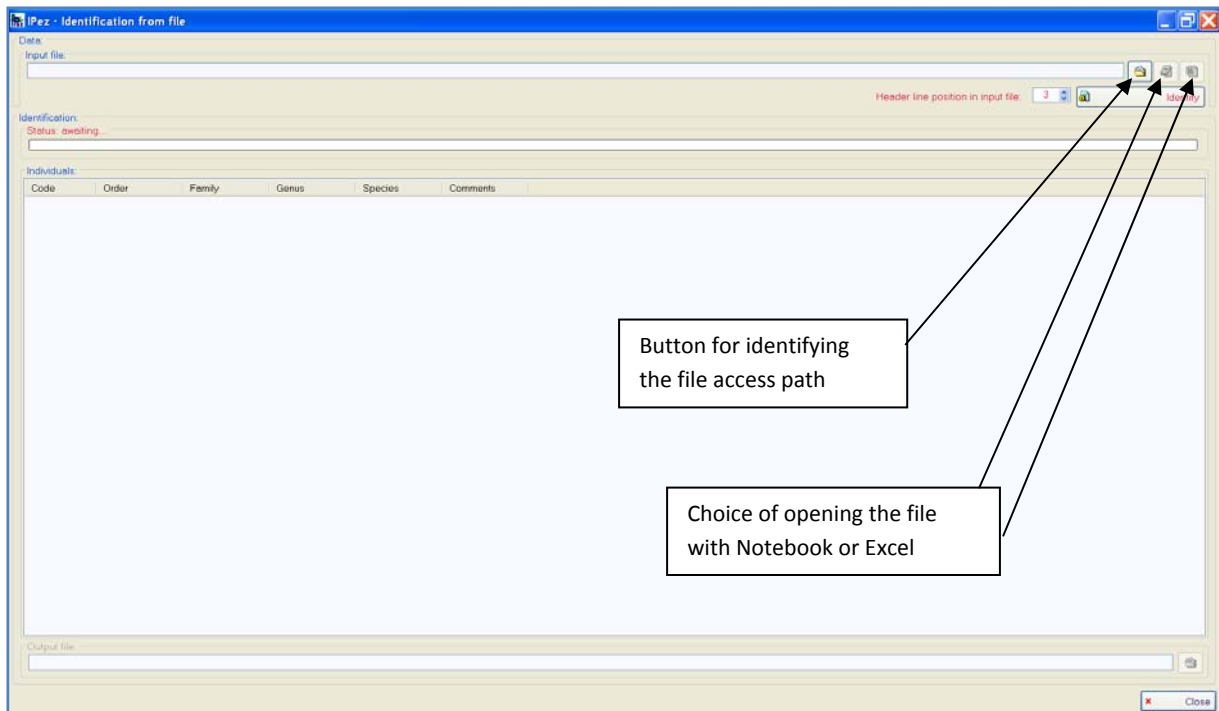 IPez - Identification from file
Data:
Input file:
Header line position in input file: 3 Identify
Identification:
Status: awaiting...
Individuals:
Code Order Family Genus Species Comments
Button for identifying
the file access path
Choice of opening the file
with Notebook or Excel
Output file
Close